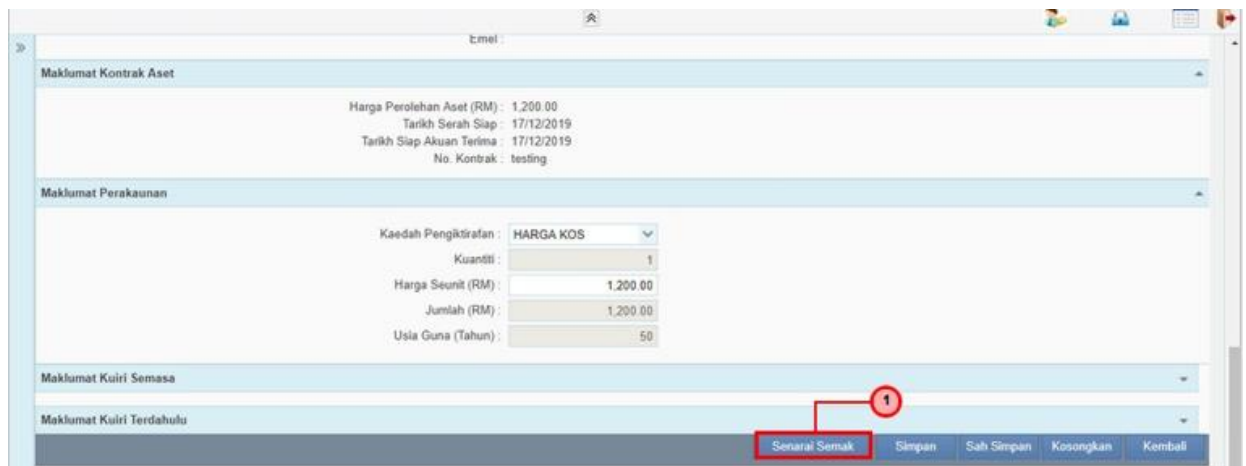 Emel :
Maklumat Kontrak Aset
Harga Perolehan Aset (RM) : 1,200.00
Tarikh Serah Siap : 17/12/2019
Tarikh Siap Akuan Terima : 17/12/2019
No. Kontrak : testing
Maklumat Perakaunan
Kaedah Pengiktirafan : HARGA KOS
Kuantiti : 1
Harga Seunit (RM) : 1,200.00
Jumlah (RM) : 1,200.00
Usia Guna (Tahun) : 50
Maklumat Kuiri Semasa
1
Maklumat Kuiri Terdahulu
Senarai Semak Simpan Sah Simpan Kosongkan Kembali